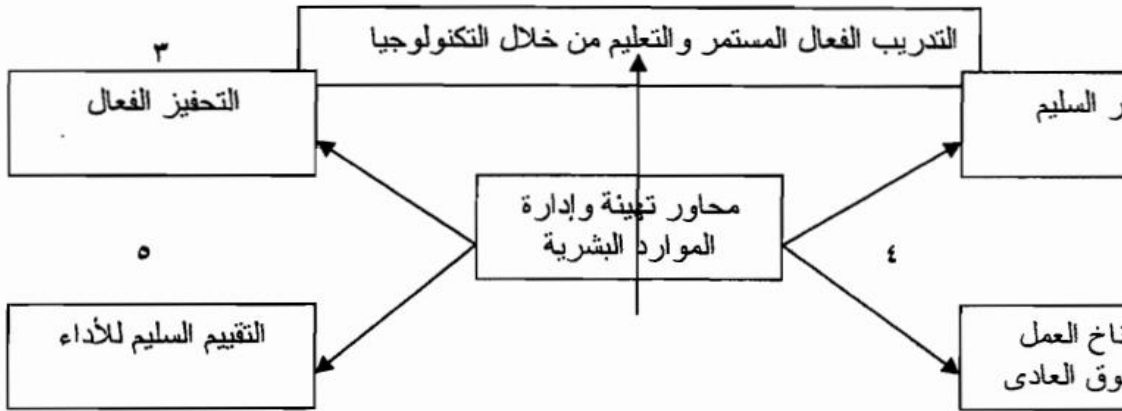 التدريب الفعال المستمر والتعليم من خلال التكنولوجيا
٣
التحفيز الفعال
السليم
محاور تهيئة وإدارة
الموارد البشرية
٤
٥
العمل
العادى
التقييم السليم للأداء